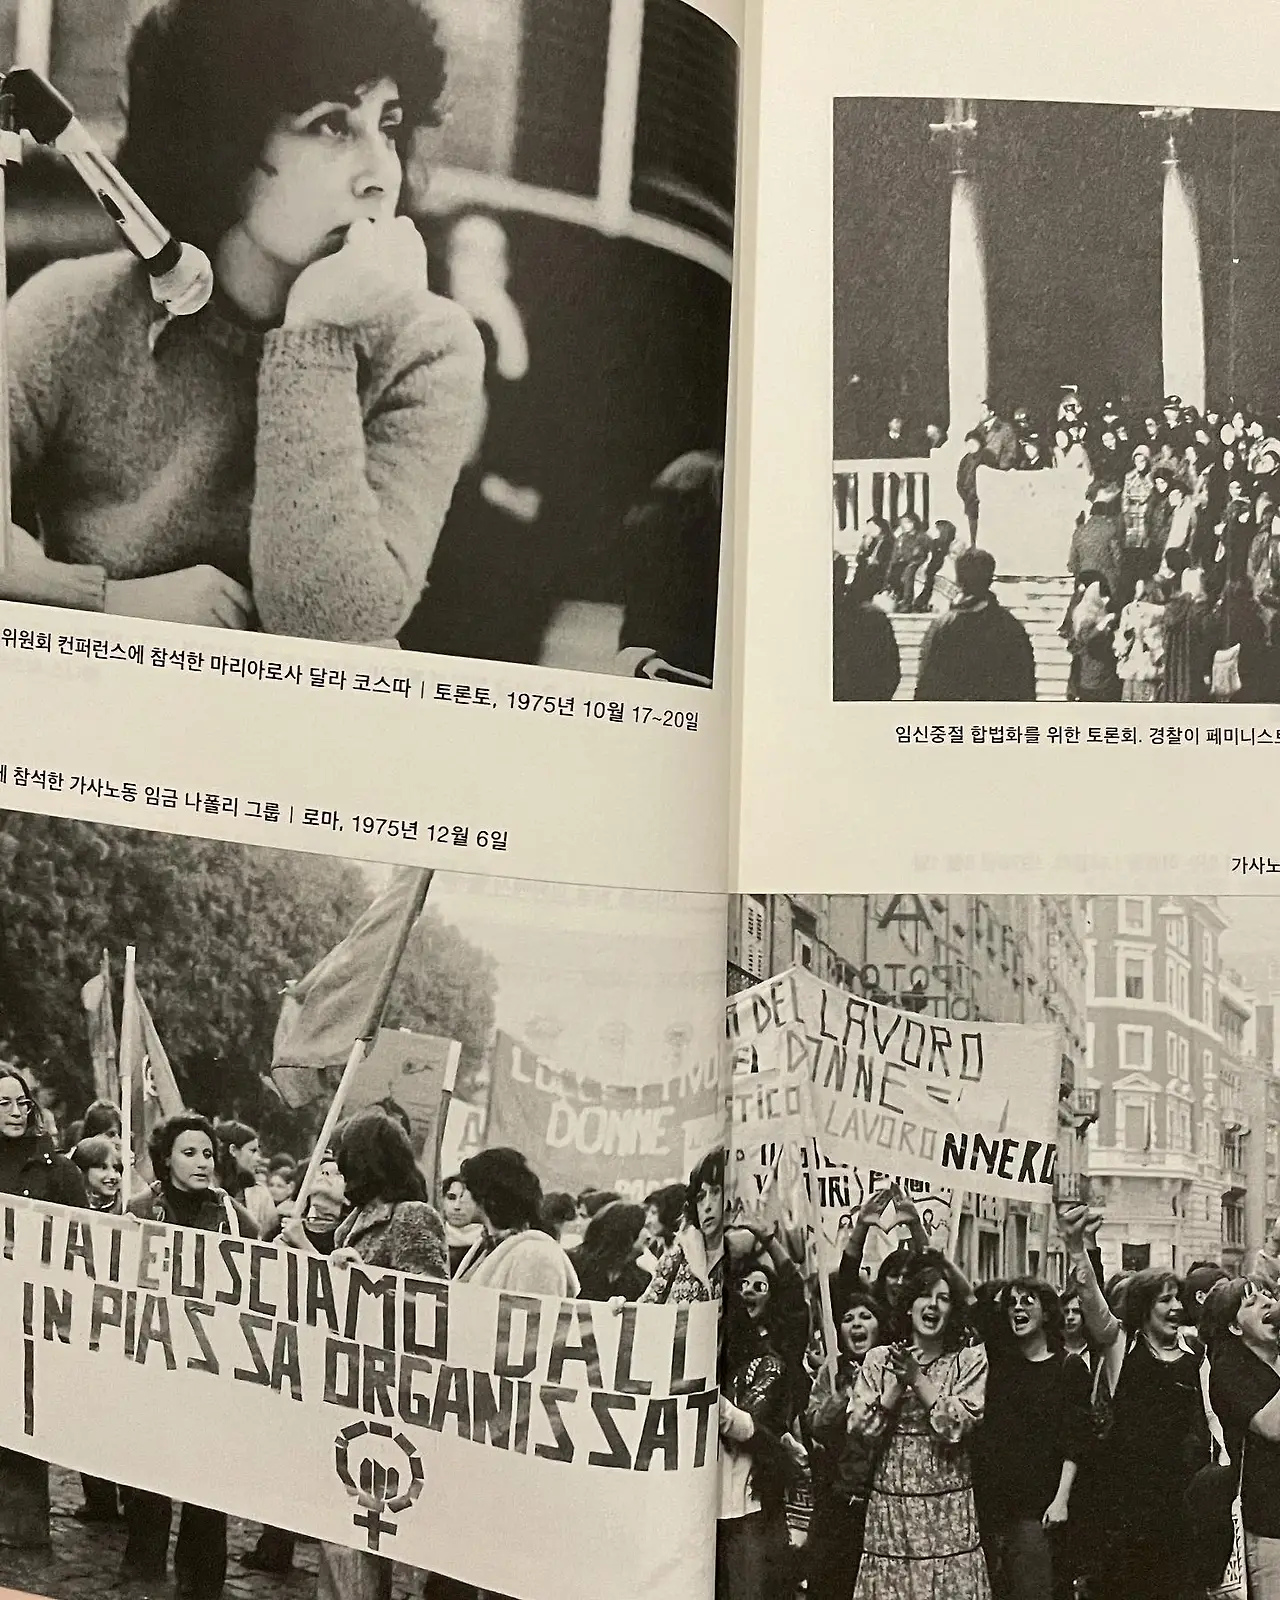 위원회 컨퍼런스에 참석한 마리아로사 달라 코스따 | 토론토, 1975년 10월 17~20일
에 참석한 가사노동 임금 나폴리 그룹 | 로마, 1975년 12월 6일
COLLETTIVO
DONNE
USCIAMO DALL
IN PIASSA ORGANISSAT
임신중절 합법화를 위한 토론회. 경찰이 페미니스트
가사노
A
DEL LAVORO
DONNE =
STICO
LAVORO NNERO